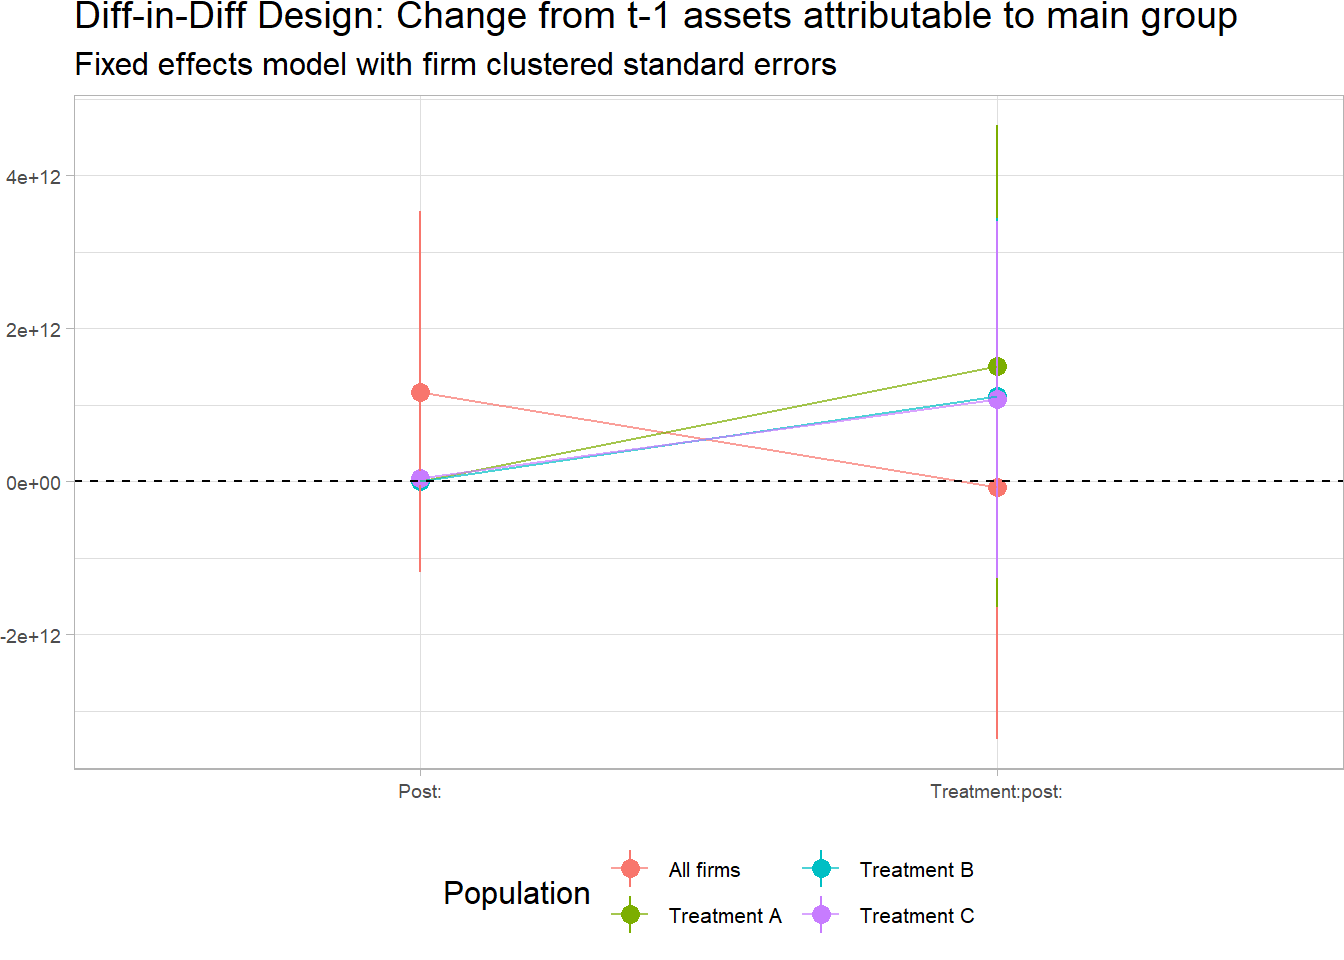 Diff-in-Diff Design: Change from t-1 assets attributable to main group
Fixed effects model with firm clustered standard errors
4e+12
2e+12
0e+00
-2e+12
Post:
Treatment:post:
Population
All firms
Treatment A
Treatment B
Treatment C